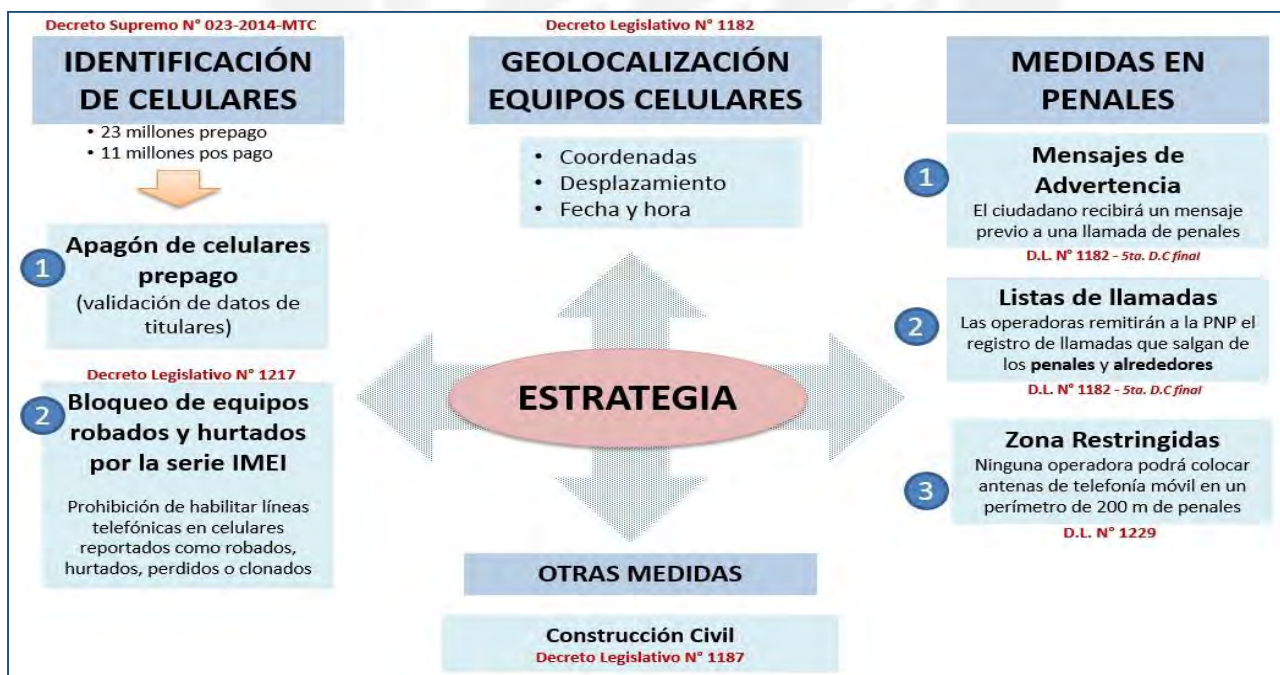 Decreto Supremo N° 023-2014-MTC
IDENTIFICACIÓN
DE CELULARES
• 23 millones prepago
• 11 millones pos pago
1
Apagón de celulares
prepago
(validación de datos de
titulares)
Decreto Legislativo N° 1217
2
Bloqueo de equipos
robados y hurtados
por la serie IMEI
Prohibición de habilitar líneas
telefónicas en celulares
reportados como robados,
hurtados, perdidos o clonados
Decreto Legislativo N° 1182
GEOLOCALIZACIÓN
EQUIPOS CELULARES
• Coordenadas
• Desplazamiento
• Fecha y hora
ESTRATEGIA
OTRAS MEDIDAS
Construcción Civil
Decreto Legislativo N° 1187
MEDIDAS EN
PENALES
1
Mensajes de
Advertencia
El ciudadano recibirá un mensaje
previo a una llamada de penales
D.L. N° 1182 - 5ta. D.C final
2
Listas de llamadas
Las operadoras remitirán a la PNP el
registro de llamadas que salgan de
los penales y alrededores
D.L. N° 1182 - 5ta. D.C final
3
Zona Restringidas
Ninguna operadora podrá colocar
antenas de telefonía móvil en un
perímetro de 200 m de penales
D.L. N° 1229